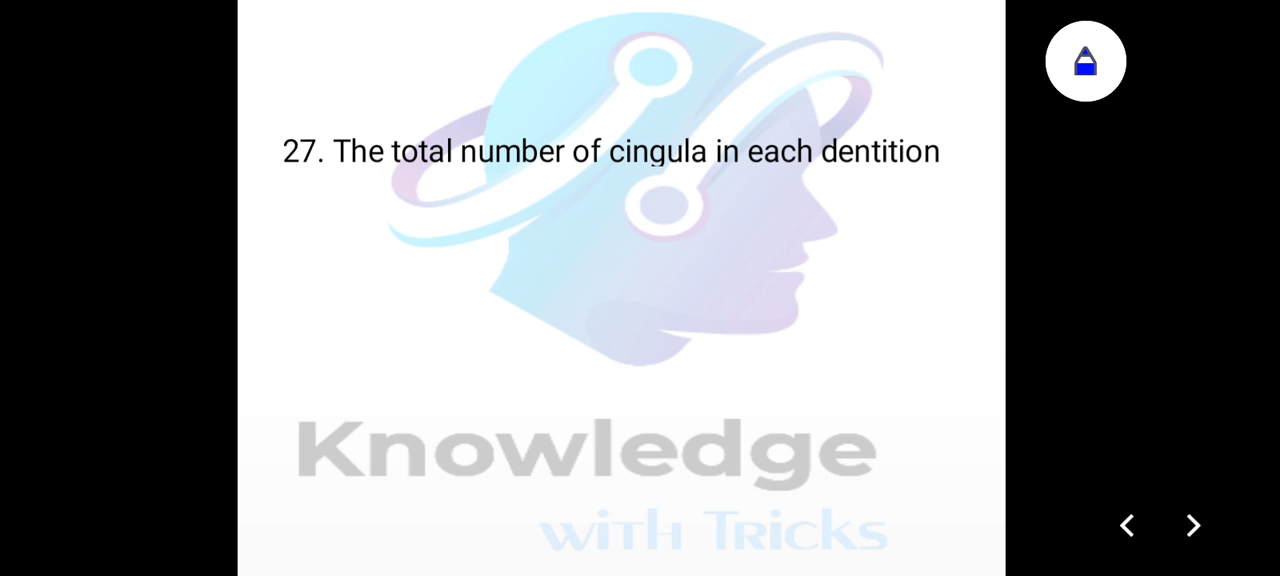 27. The total number of cingula in each dentition
Knowledge
with Tricks